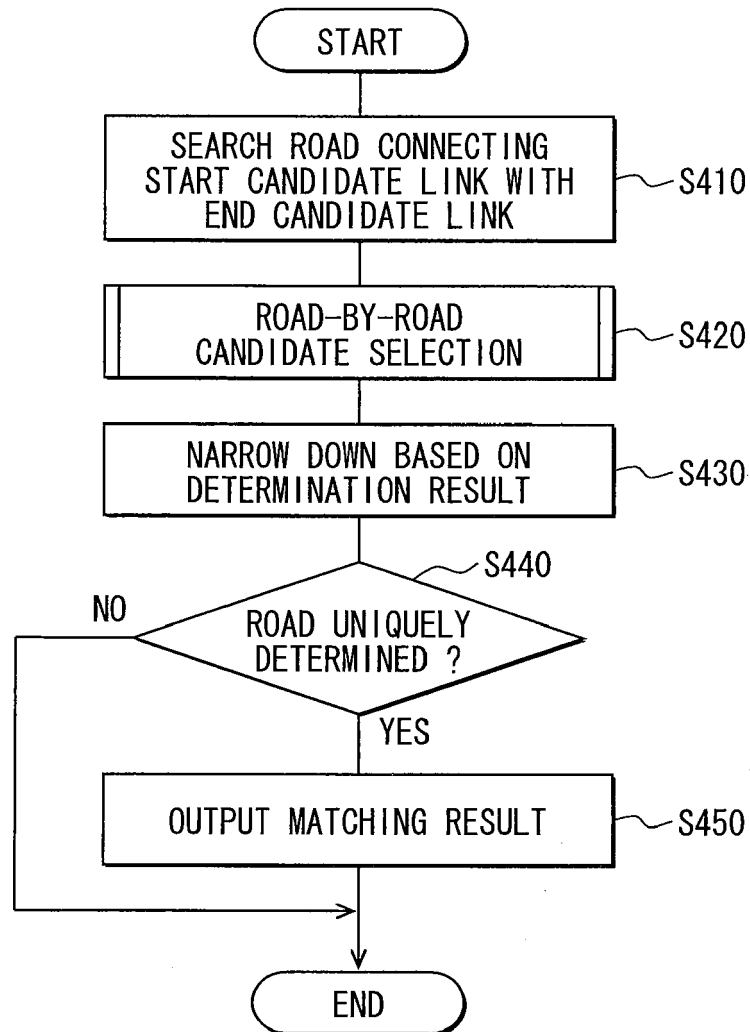 START
SEARCH ROAD CONNECTING
START CANDIDATE LINK WITH
END CANDIDATE LINK
S410
ROAD-BY-ROAD
CANDIDATE SELECTION
S420
NARROW DOWN BASED ON
DETERMINATION RESULT
S430
S440
NO
ROAD UNIQUELY
DETERMINED ?
YES
OUTPUT MATCHING RESULT
S450
END